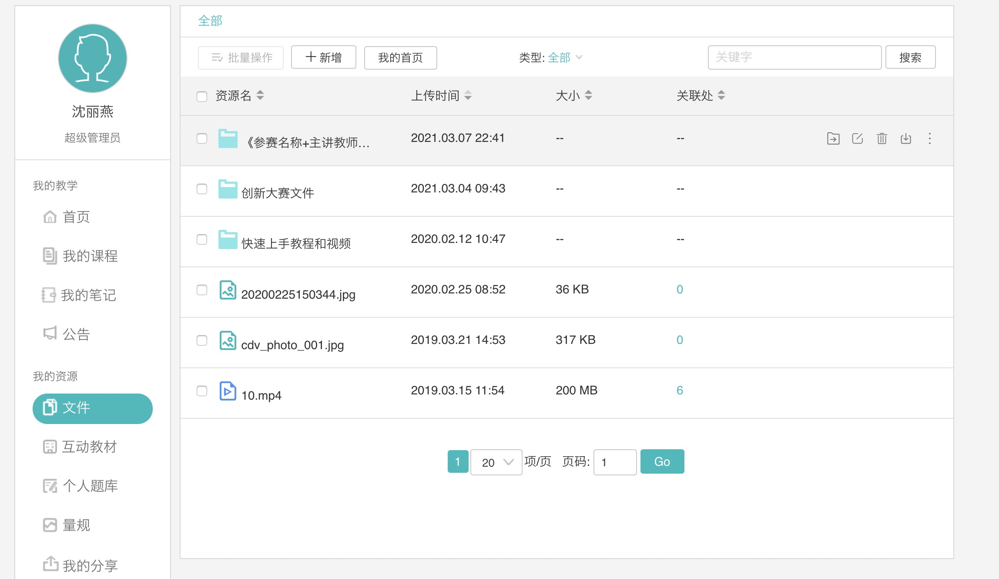 沈丽燕
超级管理员
我的教学
首页
我的课程
我的笔记
公告
我的资源
文件
互动教材
个人题库
量规
我的分享
全部
批量操作 新增 我的首页 类型: 全部 关键字 搜索
资源名 上传时间 大小 关联处
《参赛名称+主讲教师... 2021.03.07 22:41 -- --
创新大赛文件 2021.03.04 09:43 -- --
快速上手教程和视频 2020.02.12 10:47 -- --
20200225150344.jpg 2020.02.25 08:52 36 KB 0
cdv_photo_001.jpg 2019.03.21 14:53 317 KB 0
10.mp4 2019.03.15 11:54 200 MB 6
1 20 项/页 页码: 1 Go